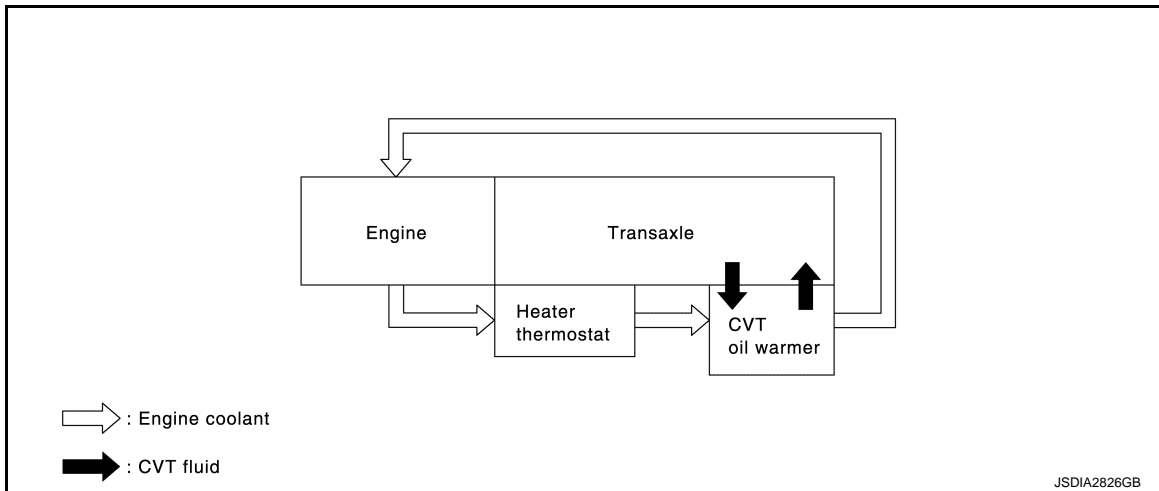 Engine
Transaxle
Heater
thermostat
CVT
oil warmer
: Engine coolant
: CVT fluid
JSDIA2826GB